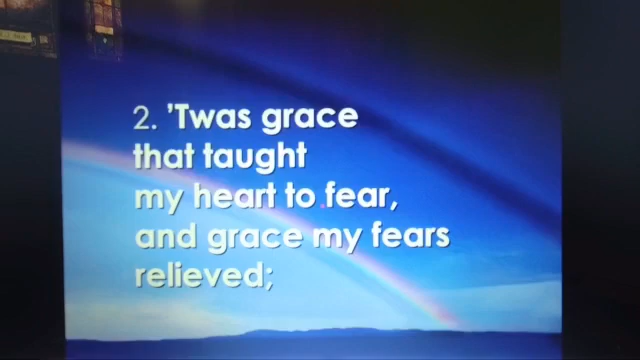 2. ’Twas grace
that taught
my heart to fear,
and grace my fears
relieved;